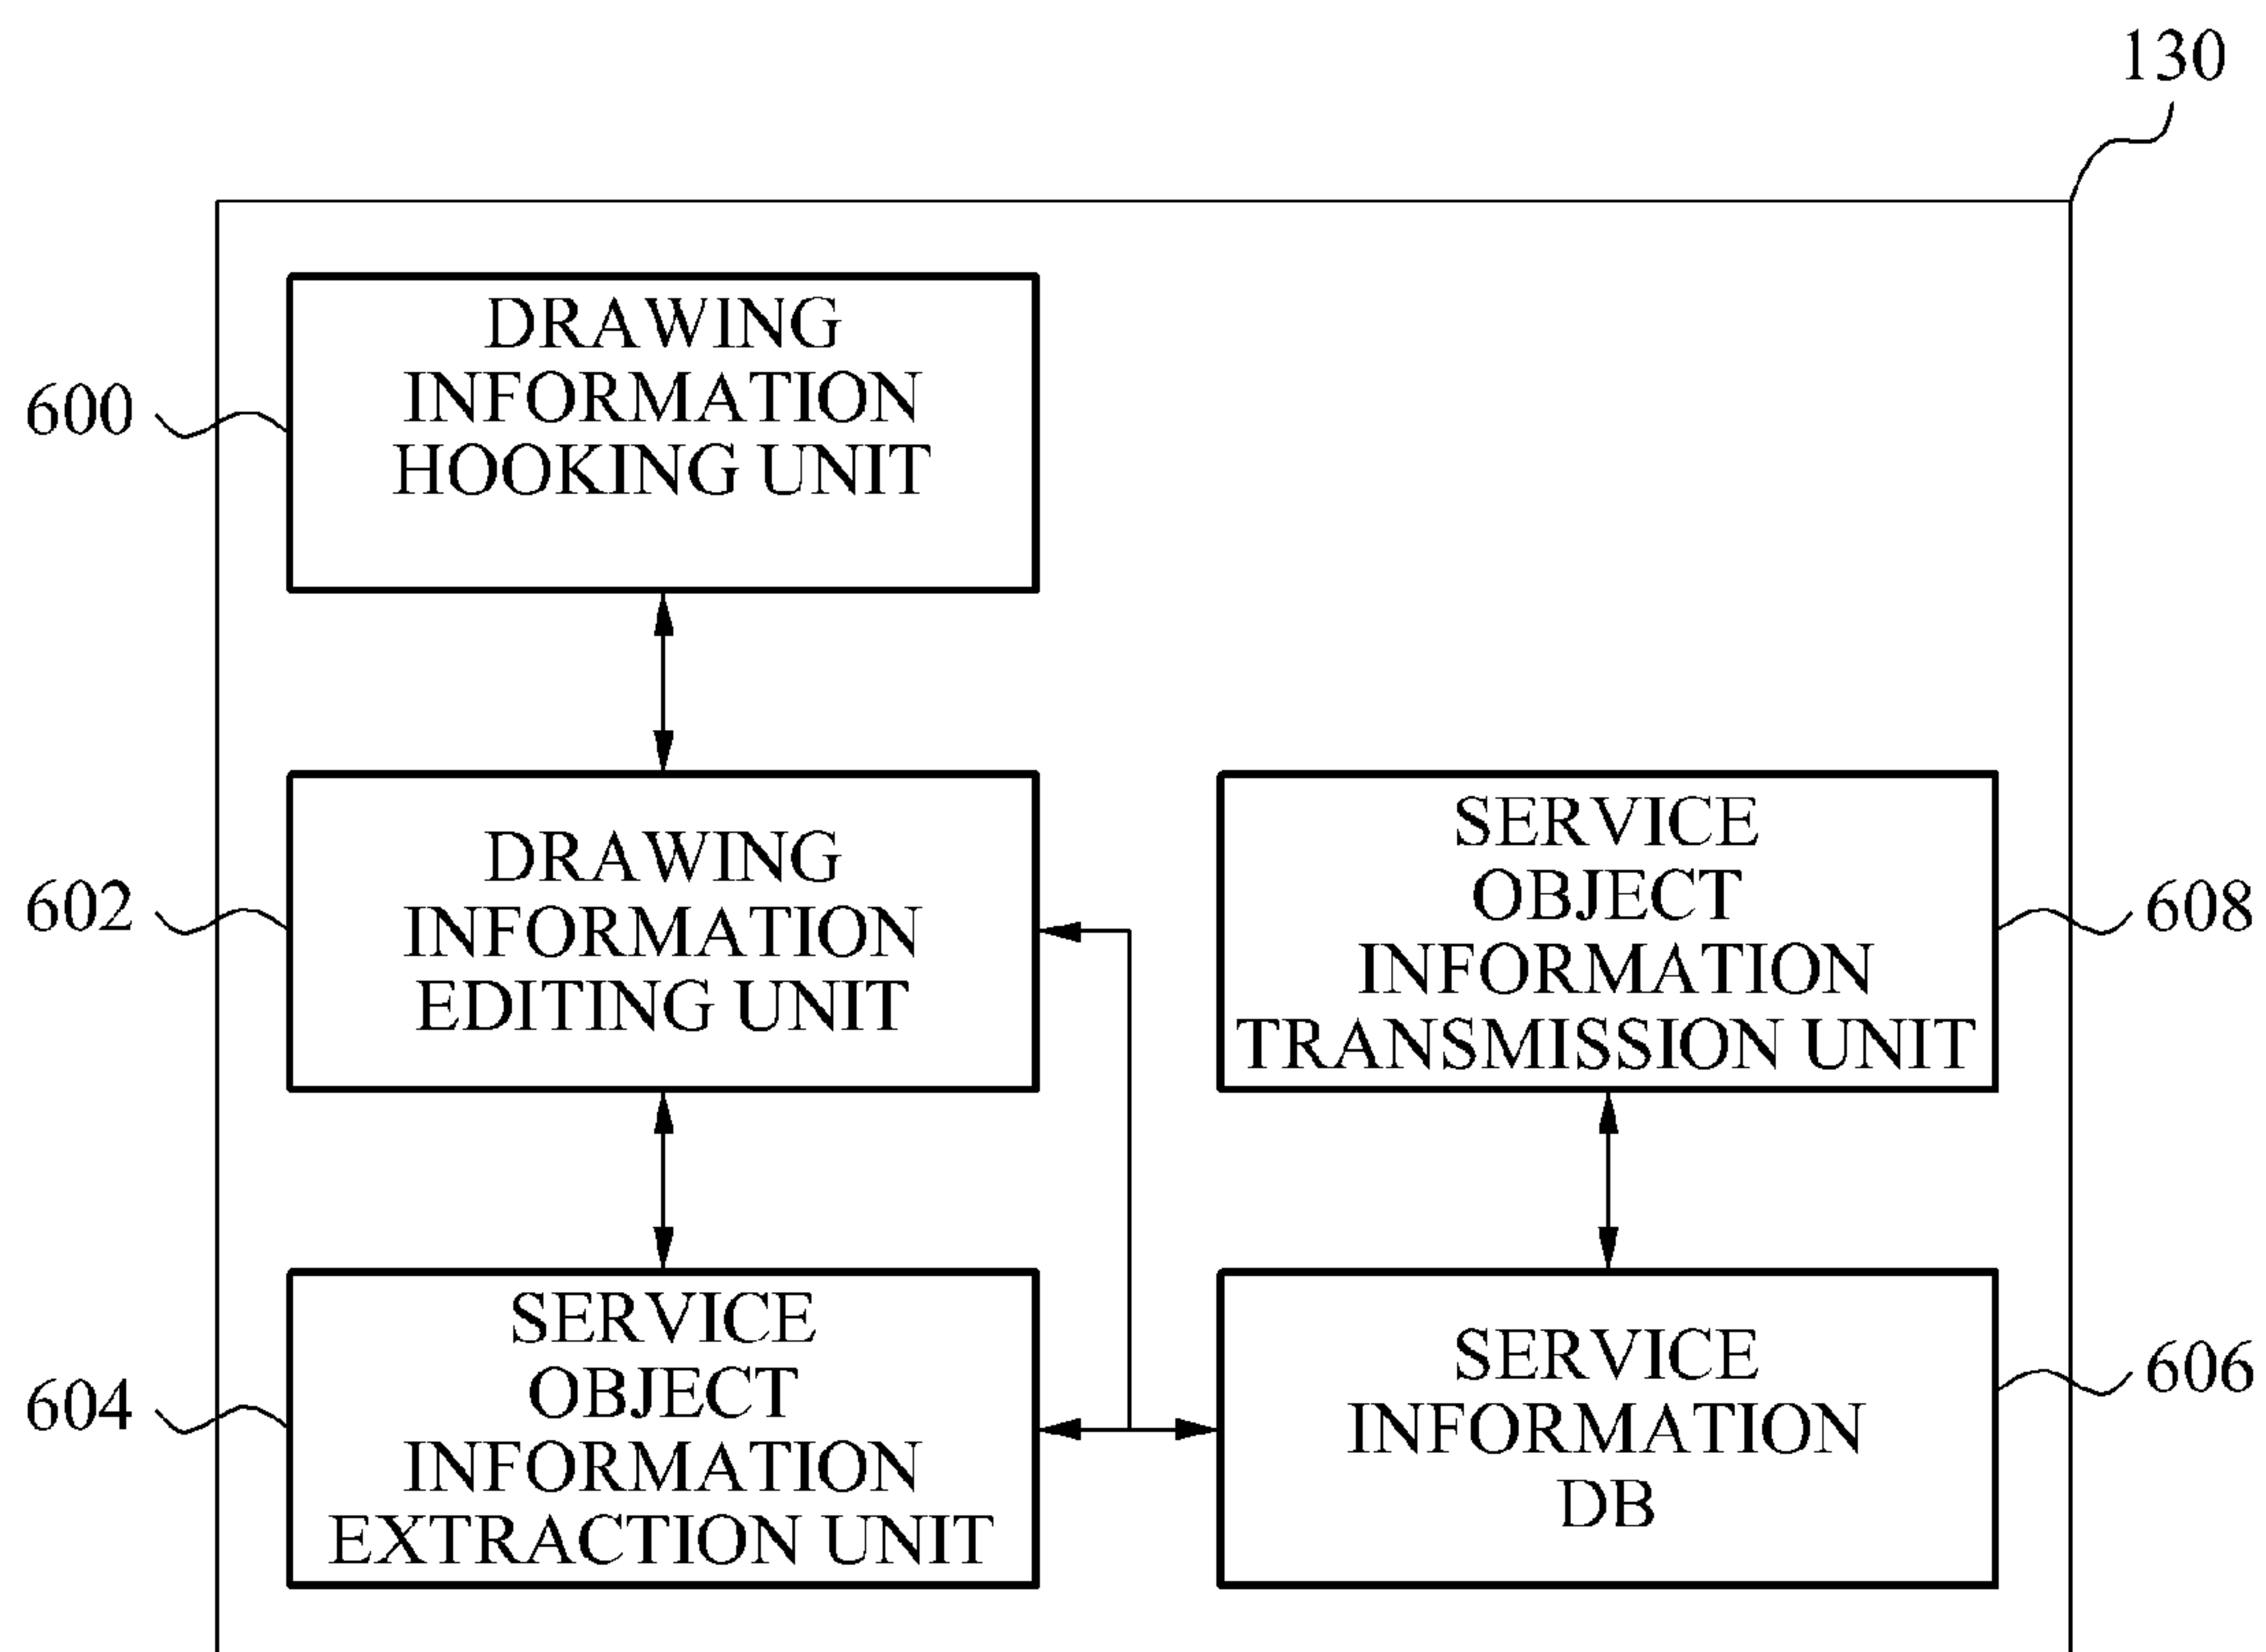 130
DRAWING
INFORMATION
HOOKING UNIT
600
DRAWING
INFORMATION
EDITING UNIT
602
SERVICE
OBJECT
INFORMATION
TRANSMISSION UNIT
608
SERVICE
OBJECT
INFORMATION
EXTRACTION UNIT
604
SERVICE
INFORMATION
DB
606